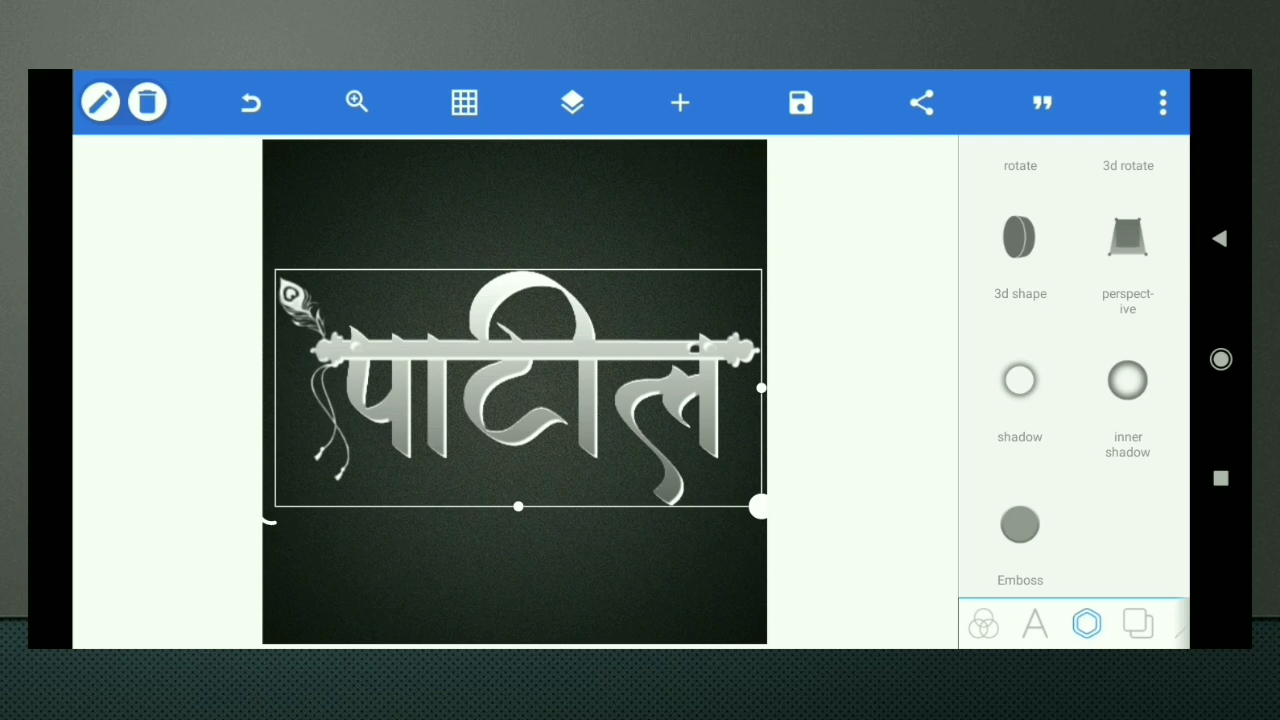 rotate
3d rotate
3d shape
perspect-
ive
पाटील
shadow
inner
shadow
Emboss